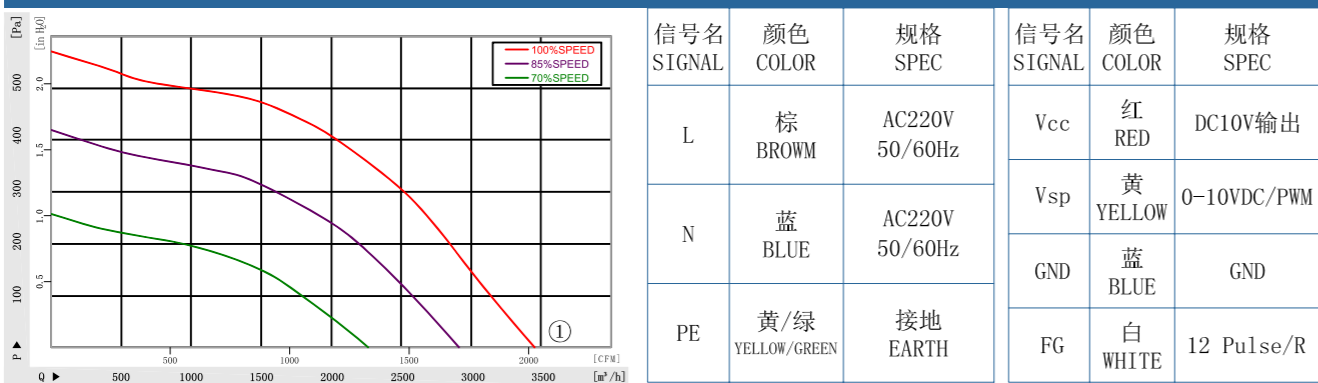 [Pa]
[in H₂O]
500
400
300
200
100
P ▲
2.0
1.5
1.0
0.5
100%SPEED
85%SPEED
70%SPEED
①
500 1000 1500 2000 [CFM]
Q ▶ 500 1000 1500 2000 2500 3000 3500 [m³/h]
信号名 颜色 规格
SIGNAL COLOR SPEC
L 棕 AC220V
BROWM 50/60Hz
N 蓝 AC220V
BLUE 50/60Hz
PE 黄/绿 接地
YELLOW/GREEN EARTH
信号名 颜色 规格
SIGNAL COLOR SPEC
Vcc 红 DC10V输出
RED
Vsp 黄 0-10VDC/PWM
YELLOW
GND 蓝 GND
BLUE
FG 白 12 Pulse/R
WHITE